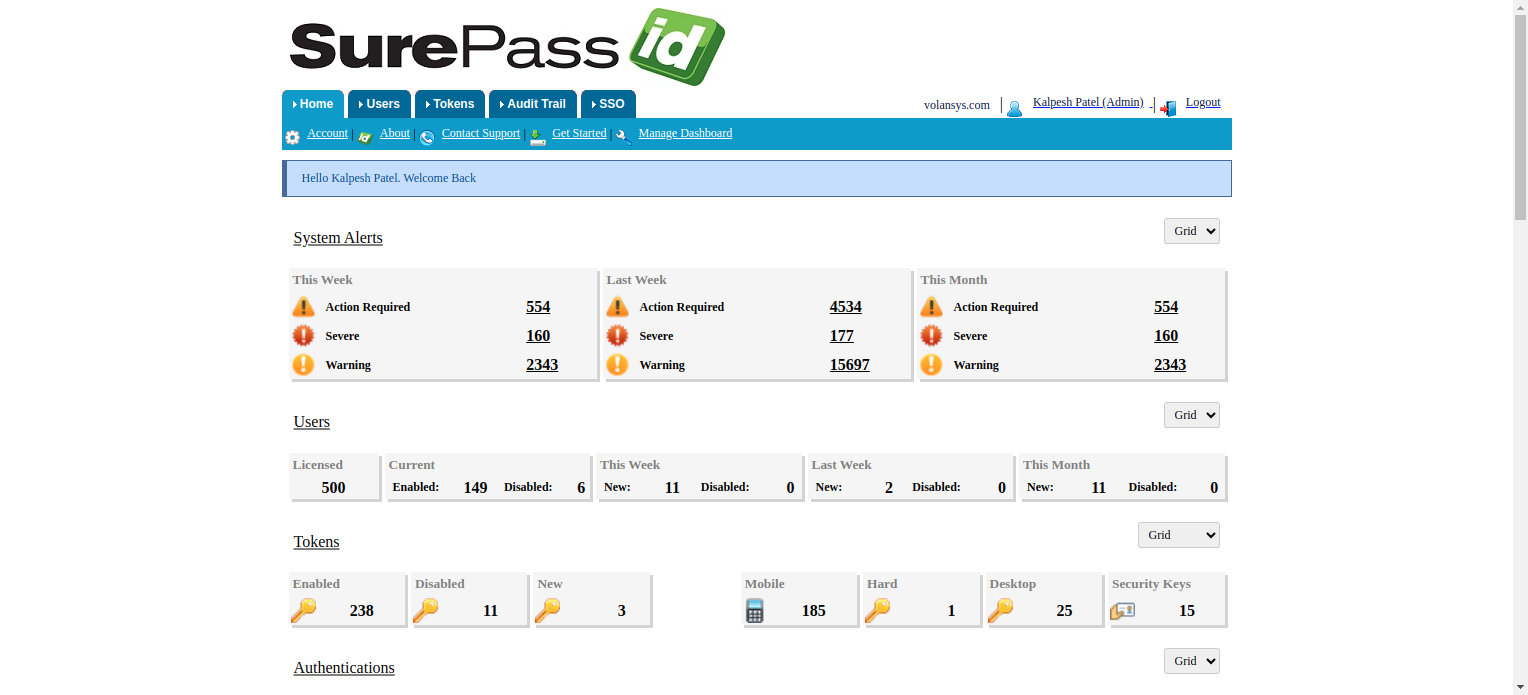 SurePass id
Home Users Tokens Audit Trail SSO
volansys.com | Kalpesh Patel (Admin) - | Logout
Account | About | Contact Support | Get Started | Manage Dashboard
Hello Kalpesh Patel. Welcome Back
System Alerts Grid
This Week Last Week This Month
Action Required 554 Action Required 4534 Action Required 554
Severe 160 Severe 177 Severe 160
Warning 2343 Warning 15697 Warning 2343
Users Grid
Licensed Current This Week Last Week This Month
500 Enabled: 149 Disabled: 6 New: 11 Disabled: 0 New: 2 Disabled: 0 New: 11 Disabled: 0
Tokens Grid
Enabled Disabled New Mobile Hard Desktop Security Keys
238 11 3 185 1 25 15
Authentications Grid